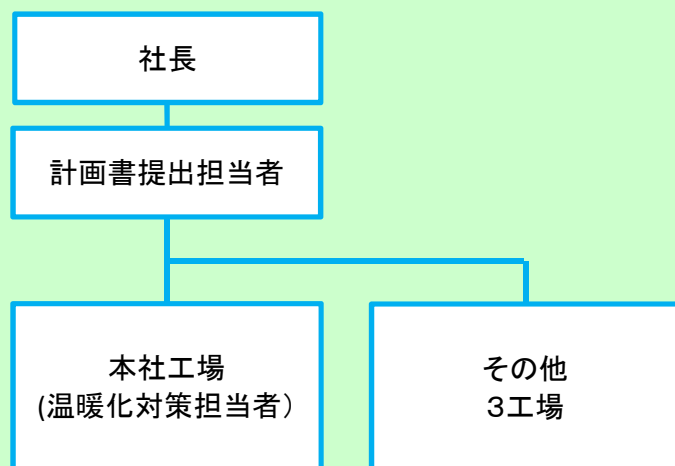 社長
計画書提出担当者
本社工場
(温暖化対策担当者）
その他
３工場